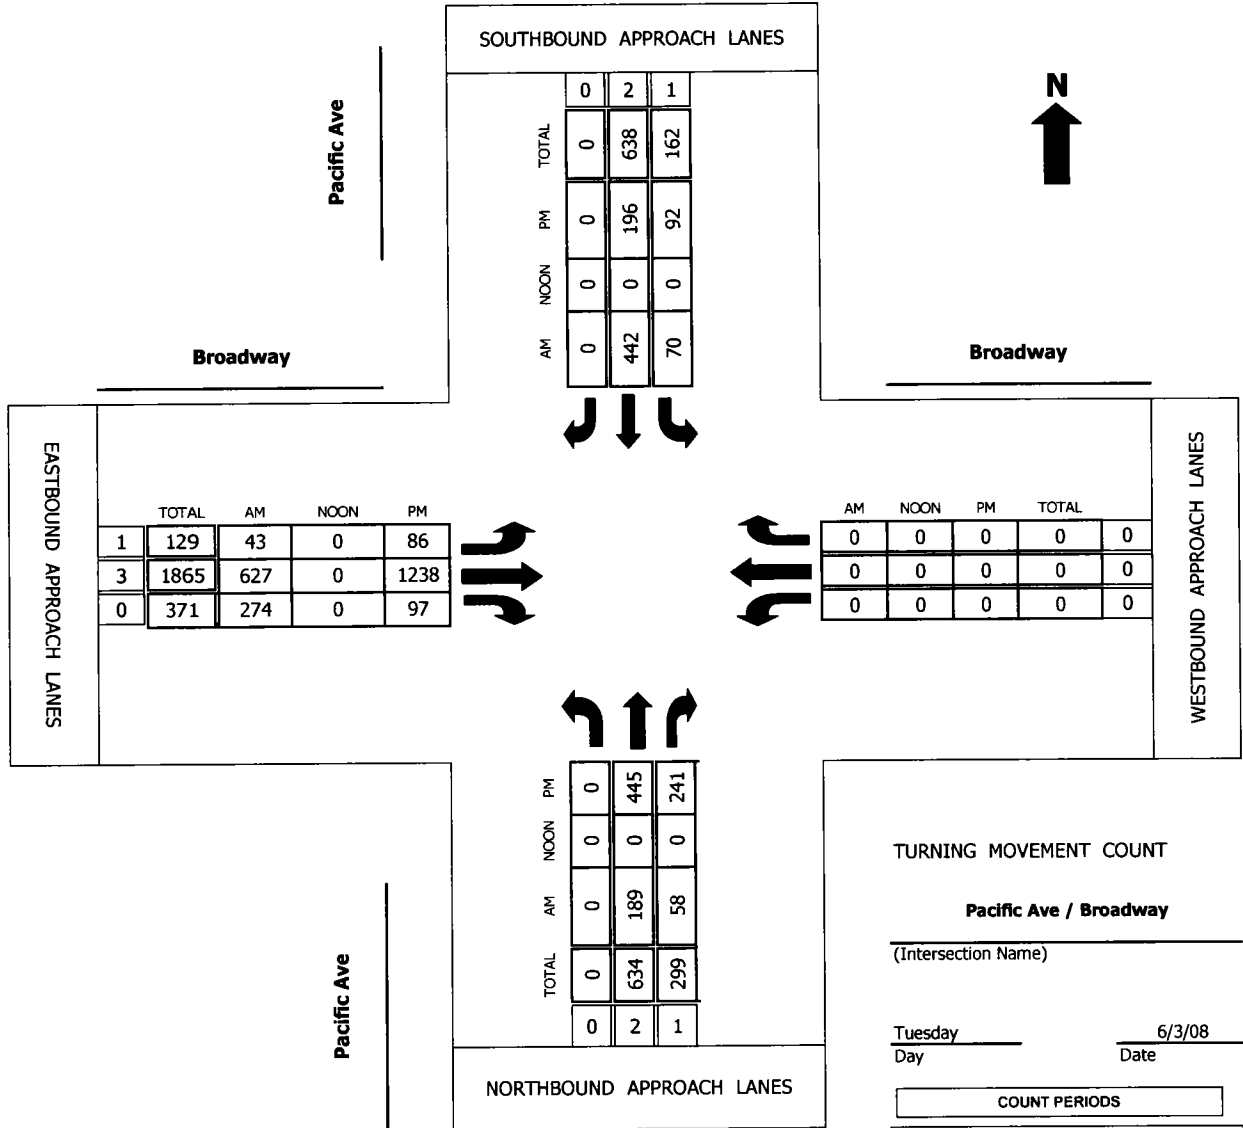 SOUTHBOUND APPROACH LANES
0 2 1
TOTAL 0 638 162
PM 0 196 92
NOON 0 0 0
AM 0 442 70
Pacific Ave
N
Broadway
Broadway
EASTBOUND APPROACH LANES
TOTAL AM NOON PM
1 129 43 0 86
3 1865 627 0 1238
0 371 274 0 97
AM NOON PM TOTAL
0 0 0 0 0
0 0 0 0 0
0 0 0 0 0
WESTBOUND APPROACH LANES
PM 0 445 241
NOON 0 0 0
AM 0 189 58
TOTAL 0 634 299
0 2 1
NORTHBOUND APPROACH LANES
Pacific Ave
TURNING MOVEMENT COUNT
Pacific Ave / Broadway
(Intersection Name)
Tuesday 6/3/08
Day Date
COUNT PERIODS